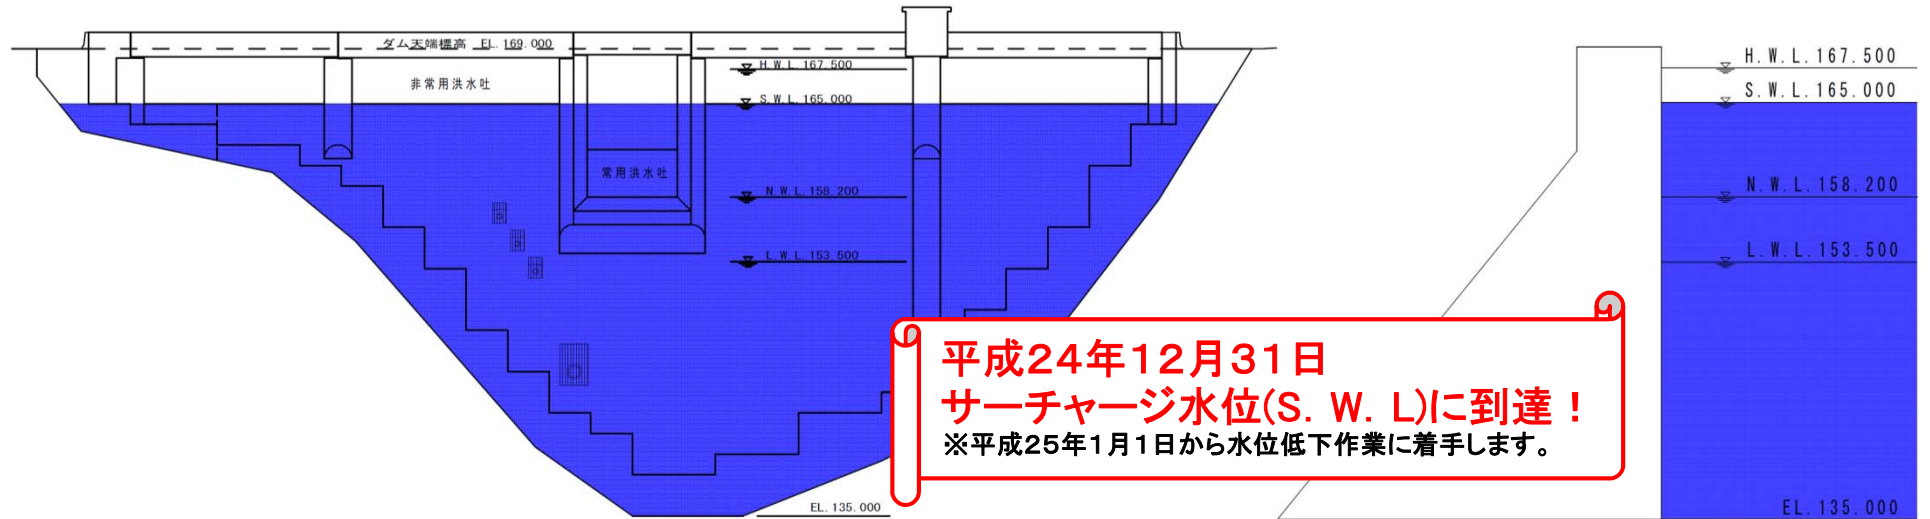 ダム天端標高 EL.169.000
非常用洪水吐
H.W.L.167.500
S.W.L.165.000
常用洪水吐
N.W.L.158.200
L.W.L.153.500
EL.135.000
平成24年12月31日
サーチャージ水位(S. W. L)に到達！
※平成25年1月1日から水位低下作業に着手します。
H.W.L.167.500
S.W.L.165.000
N.W.L.158.200
L.W.L.153.500
EL.135.000